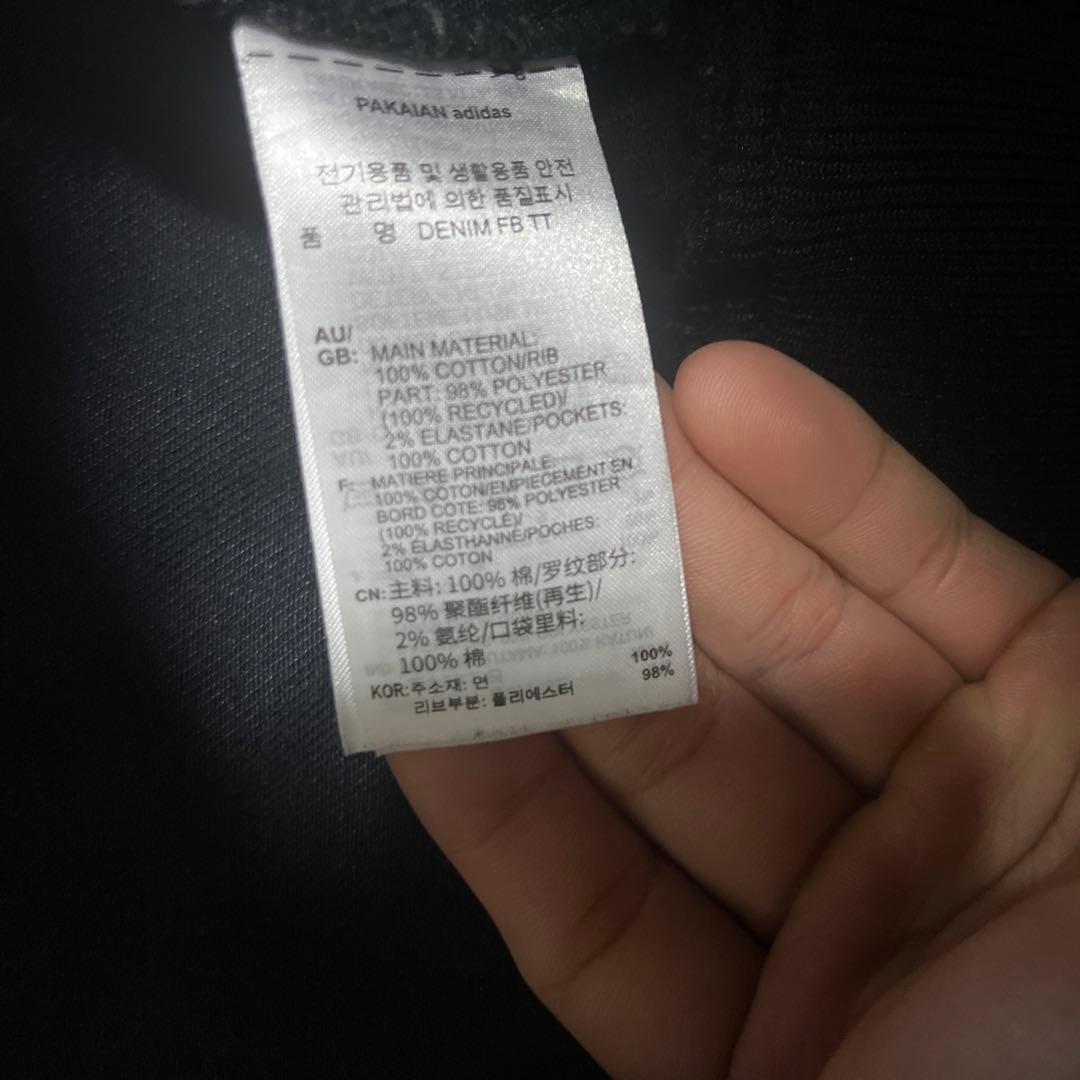 PAKAIAN adidas
전기용품 및 생활용품 안전
관리법에 의한 품질표시
품 명 DENIM FB TT
AU/
GB: MAIN MATERIAL:
100% COTTON/RIB
PART: 98% POLYESTER
(100% RECYCLED)/
2% ELASTANE/POCKETS:
100% COTTON
F: MATIERE PRINCIPALE:
100% COTON/EMPIECEMENT EN
BORD COTE: 98% POLYESTER
(100% RECYCLÉ)/
2% ELASTHANNE/POCHES:
100% COTON
CN: 主料: 100% 棉/罗纹部分:
98% 聚酯纤维(再生)/
2% 氨纶/口袋里料:
100% 棉
KOR: 주소재: 면 100%
리브부분: 폴리에스터 98%